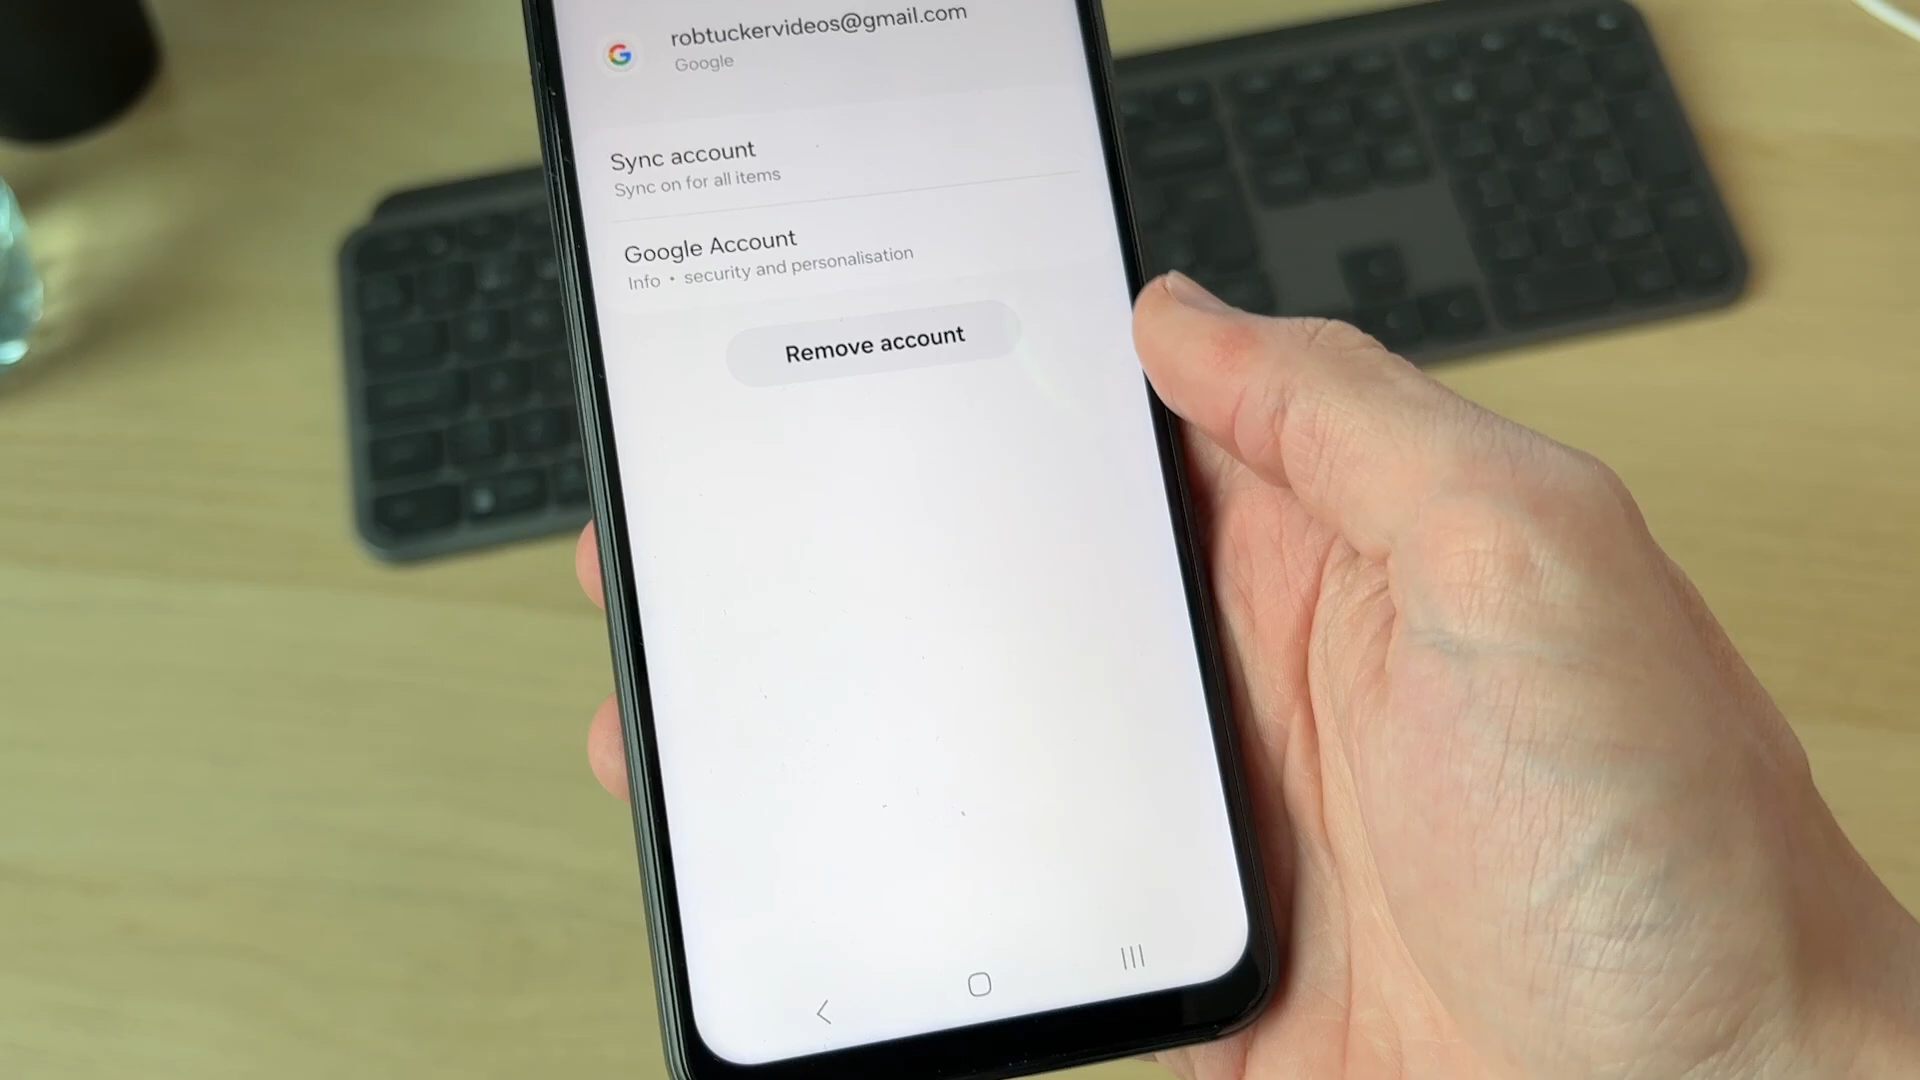 robtuckervideos@gmail.com
Google
Sync account
Sync on for all items
Google Account
Info • security and personalisation
Remove account